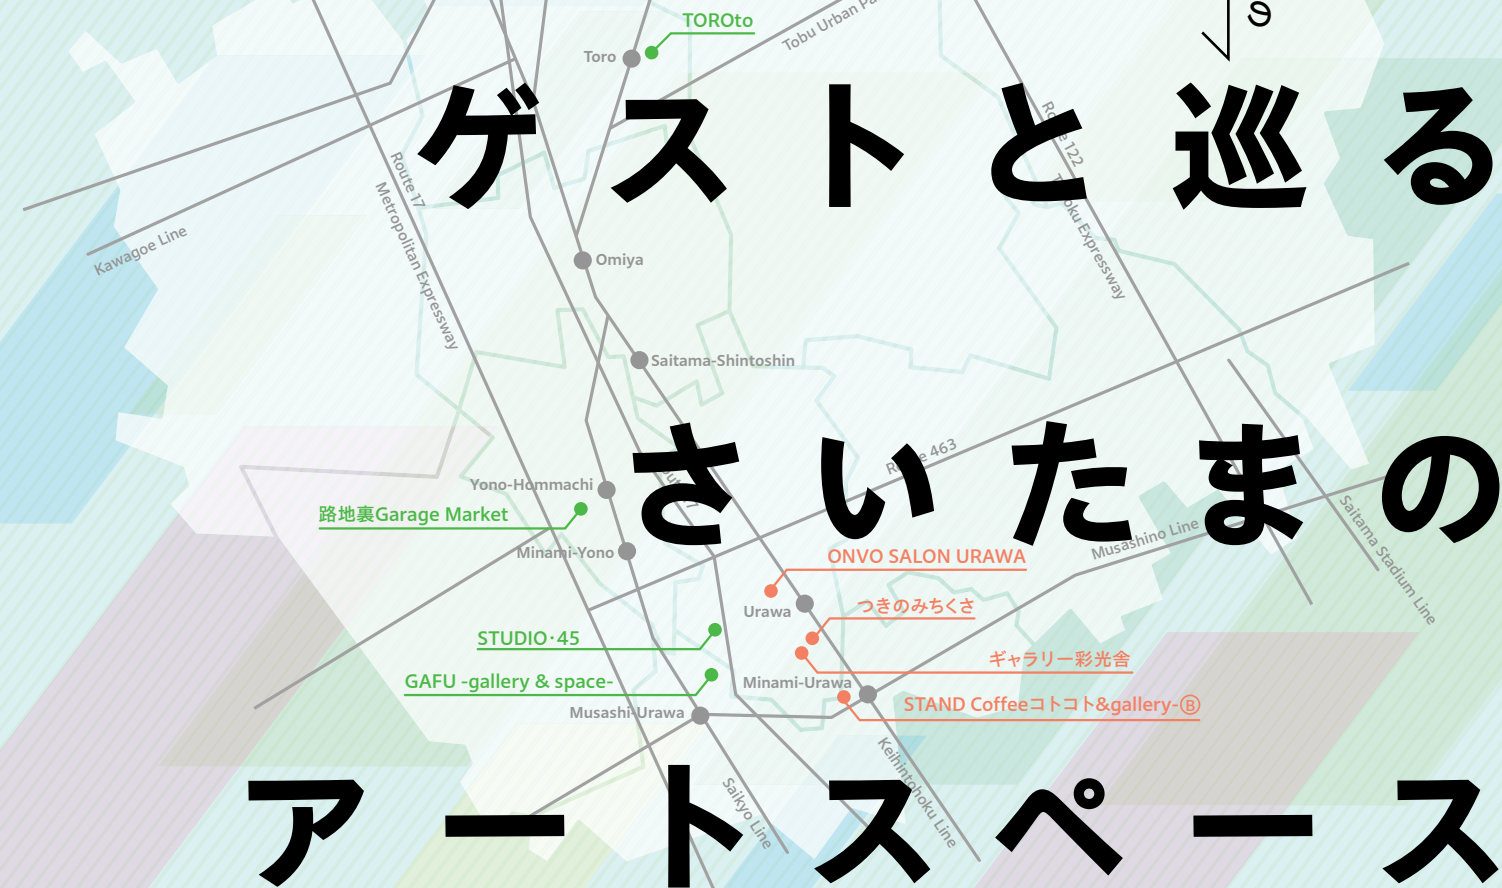 TOROto
Toro
Tobu Urban Pa
の
ゲストと巡る
Route 17
Metropolitan Expressway
Route 122
Tohoku Expressway
Kawagoe Line
Omiya
Saitama-Shintoshin
さいたまの
Route 463
Yono-Hommachi
路地裏Garage Market
Minami-Yono
Musashino Line
Saitama Stadium Line
ONVO SALON URAWA
Urawa
つきのみちくさ
STUDIO・45
ギャラリー彩光舎
GAFU -gallery & space-
Minami-Urawa
STAND Coffeeコトコト&gallery-Ⓑ
Musashi-Urawa
Saikyo Line
Keihintohoku Line
アートスペース